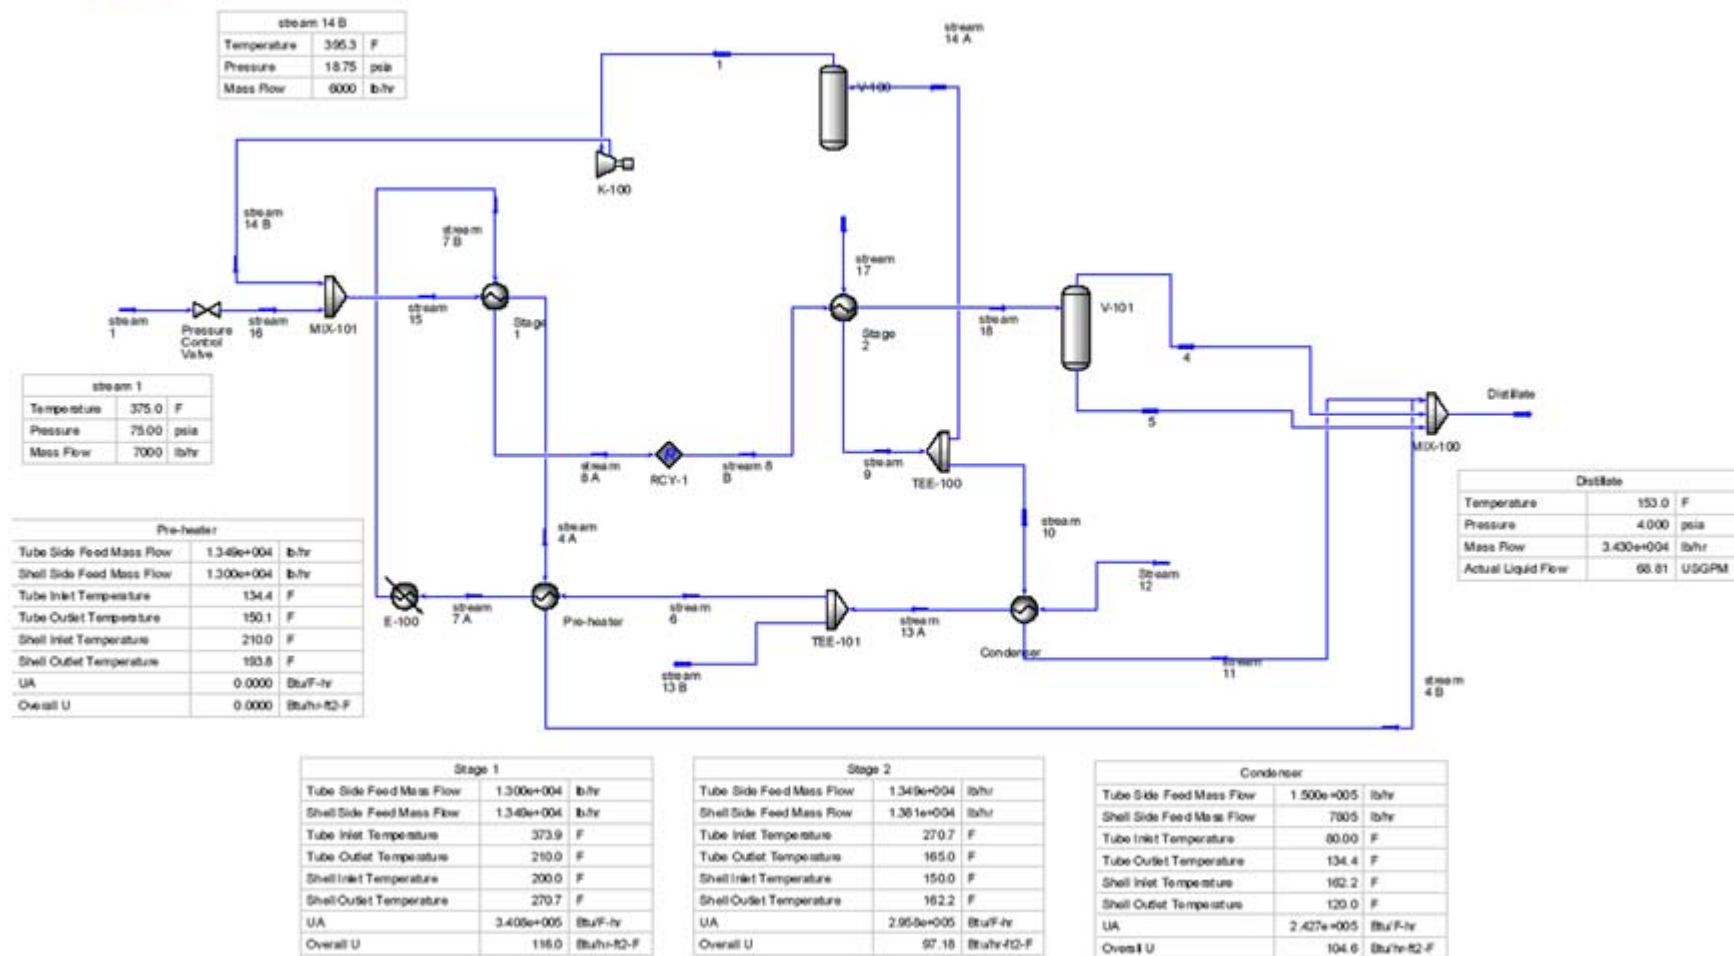 stream 14 B
Temperature 395.3 F
Pressure 18.75 psia
Mass Flow 6000 lb/hr
stream
14 A
1
V-100
K-100
stream
14 B
stream
7 B
stream
17
stream
1
Pressure
Control
Valve
stream
16
MIX-101
stream
15
Stage
1
Stage
2
stream
18
V-101
4
5
Distillate
MIX-100
stream 1
Temperature 375.0 F
Pressure 75.00 psia
Mass Flow 7000 lb/hr
stream
8 A
RCY-1
stream 8
B
stream
9
TEE-100
Distillate
Temperature 153.0 F
Pressure 4.000 psia
Mass Flow 3.430e+004 lb/hr
Actual Liquid Flow 68.81 USGPM
Pre-heater
Tube Side Feed Mass Flow 1.349e+004 lb/hr
Shell Side Feed Mass Flow 1.300e+004 lb/hr
Tube Inlet Temperature 134.4 F
Tube Outlet Temperature 150.1 F
Shell Inlet Temperature 210.0 F
Shell Outlet Temperature 193.8 F
UA 0.0000 Btu/F-hr
Overall U 0.0000 Btu/hr-ft2-F
stream
4 A
stream
10
Stream
12
E-100
stream
7 A
Pre-heater
stream
6
TEE-101
stream
13 A
Condenser
stream
13 B
stream
11
stream
4 B
Stage 1
Tube Side Feed Mass Flow 1.300e+004 lb/hr
Shell Side Feed Mass Flow 1.349e+004 lb/hr
Tube Inlet Temperature 373.9 F
Tube Outlet Temperature 210.0 F
Shell Inlet Temperature 200.0 F
Shell Outlet Temperature 270.7 F
UA 3.408e+005 Btu/F-hr
Overall U 116.0 Btu/hr-ft2-F
Stage 2
Tube Side Feed Mass Flow 1.349e+004 lb/hr
Shell Side Feed Mass Flow 1.381e+004 lb/hr
Tube Inlet Temperature 270.7 F
Tube Outlet Temperature 165.0 F
Shell Inlet Temperature 150.0 F
Shell Outlet Temperature 162.2 F
UA 2.958e+005 Btu/F-hr
Overall U 97.18 Btu/hr-ft2-F
Condenser
Tube Side Feed Mass Flow 1.500e+005 lb/hr
Shell Side Feed Mass Flow 7805 lb/hr
Tube Inlet Temperature 80.00 F
Tube Outlet Temperature 134.4 F
Shell Inlet Temperature 162.2 F
Shell Outlet Temperature 120.0 F
UA 2.427e+005 Btu/F-hr
Overall U 104.6 Btu/hr-ft2-F